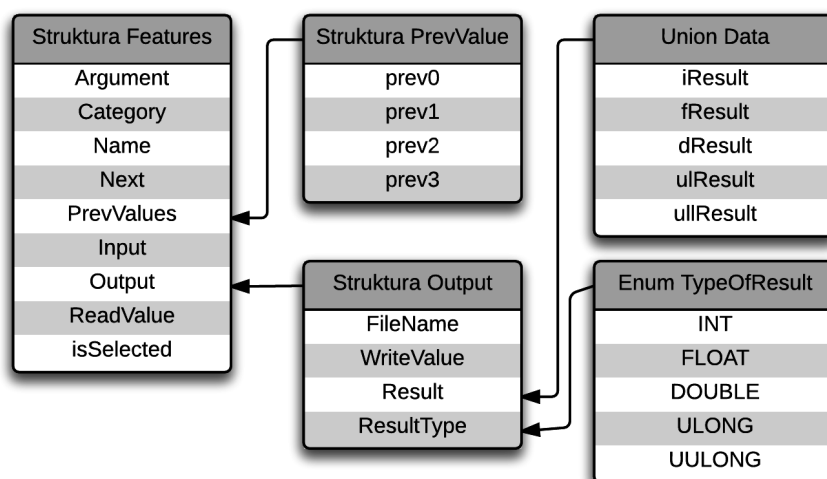 Struktura Features
Argument
Category
Name
Next
PrevValues
Input
Output
ReadValue
isSelected
Struktura PrevValue
prev0
prev1
prev2
prev3
Struktura Output
FileName
WriteValue
Result
ResultType
Union Data
iResult
fResult
dResult
ulResult
ullResult
Enum TypeOfResult
INT
FLOAT
DOUBLE
ULONG
UULONG